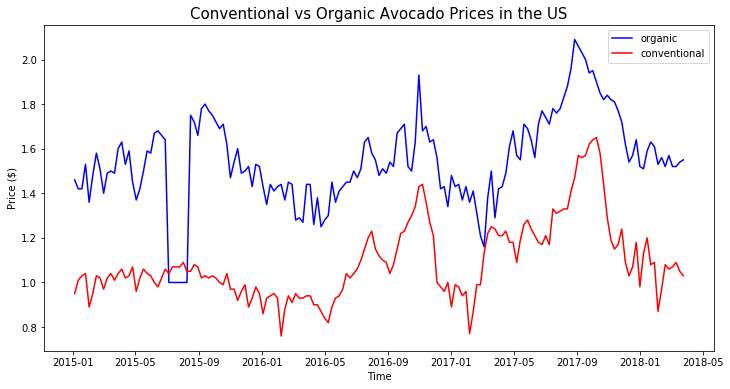 Conventional vs Organic Avocado Prices in the US
organic
conventional
Price ($)
2.0
1.8
1.6
1.4
1.2
1.0
0.8
2015-01 2015-05 2015-09 2016-01 2016-05 2016-09 2017-01 2017-05 2017-09 2018-01 2018-05
Time